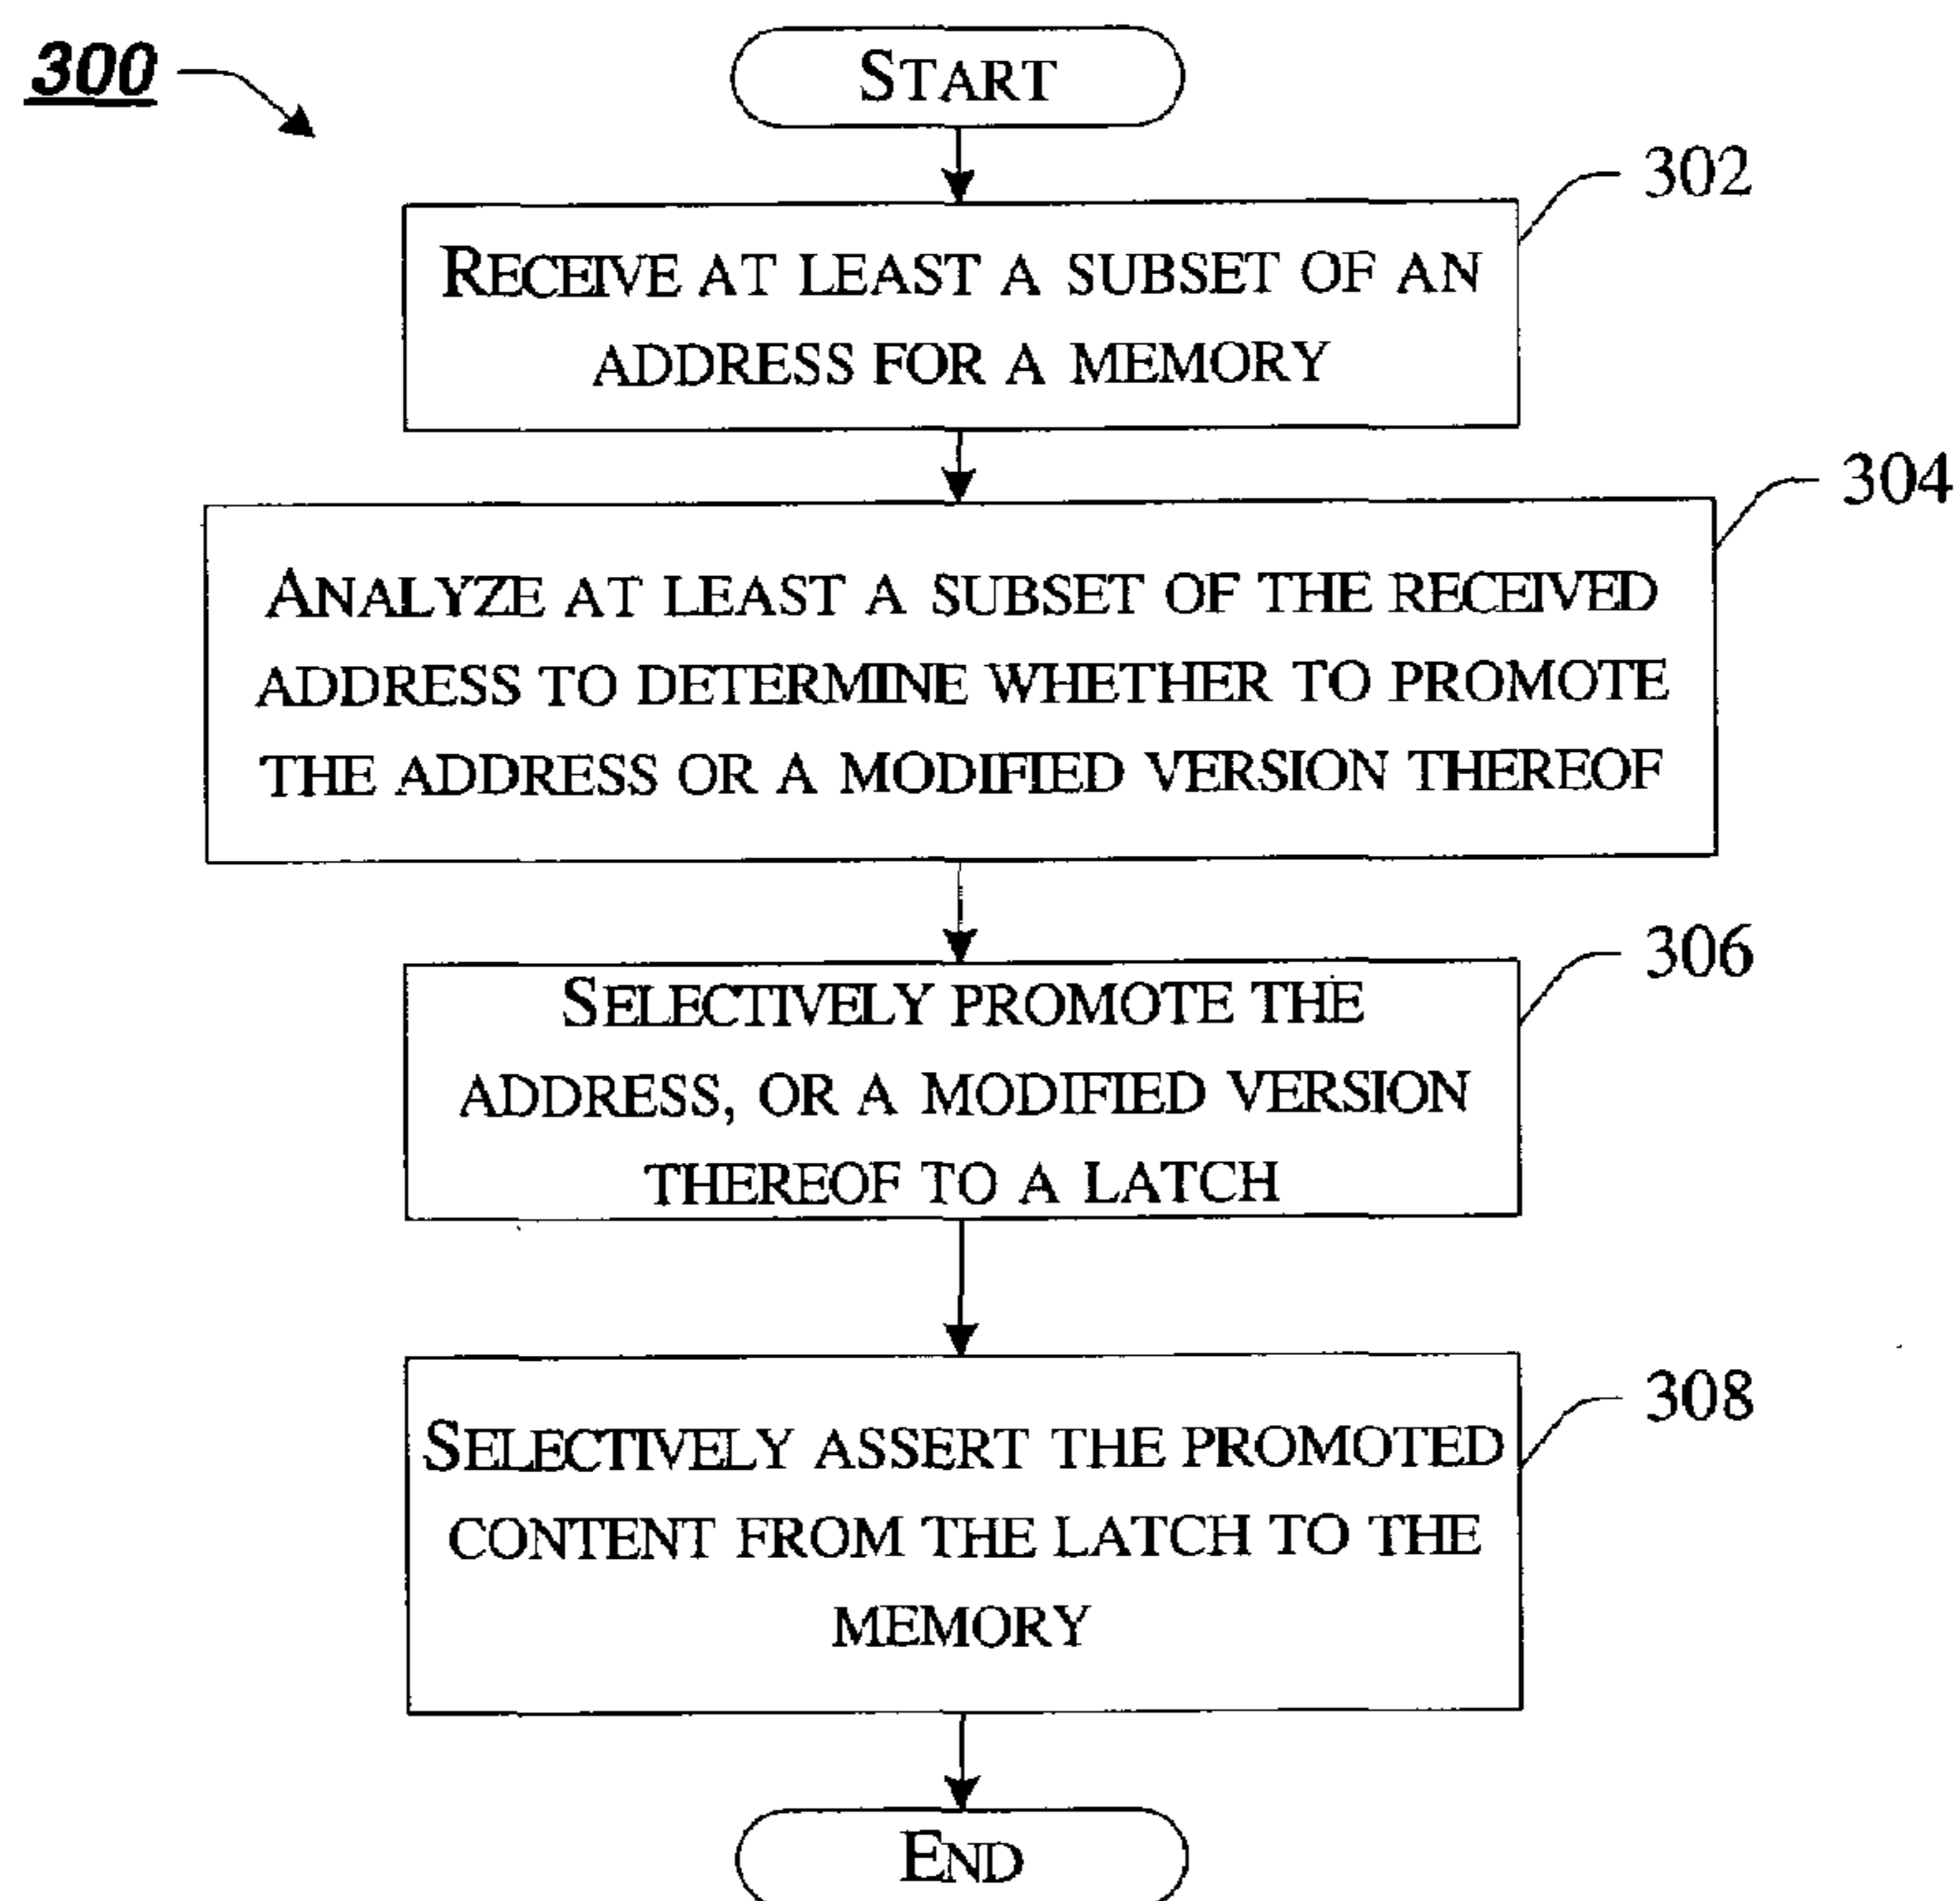 300
START
302
RECEIVE AT LEAST A SUBSET OF AN
ADDRESS FOR A MEMORY
304
ANALYZE AT LEAST A SUBSET OF THE RECEIVED
ADDRESS TO DETERMINE WHETHER TO PROMOTE
THE ADDRESS OR A MODIFIED VERSION THEREOF
306
SELECTIVELY PROMOTE THE
ADDRESS, OR A MODIFIED VERSION
THEREOF TO A LATCH
308
SELECTIVELY ASSERT THE PROMOTED
CONTENT FROM THE LATCH TO THE
MEMORY
END